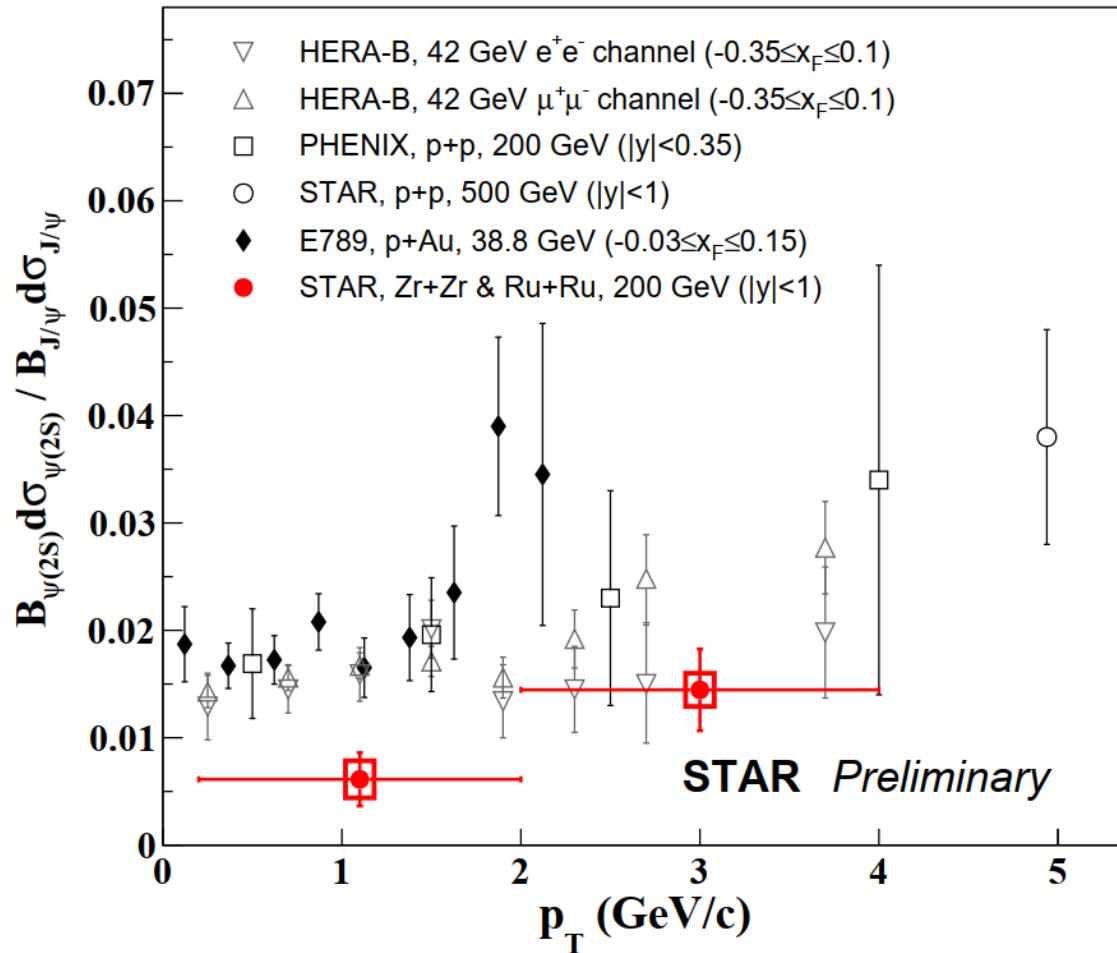 HERA-B, 42 GeV e⁺e⁻ channel (-0.35≤x_F≤0.1)
HERA-B, 42 GeV μ⁺μ⁻ channel (-0.35≤x_F≤0.1)
PHENIX, p+p, 200 GeV (|y|<0.35)
STAR, p+p, 500 GeV (|y|<1)
E789, p+Au, 38.8 GeV (-0.03≤x_F≤0.15)
STAR, Zr+Zr & Ru+Ru, 200 GeV (|y|<1)
B_ψ(2S) dσ_ψ(2S) / B_J/ψ dσ_J/ψ
0.07
0.06
0.05
0.04
0.03
0.02
0.01
0
STAR Preliminary
0 1 2 3 4 5
p_T (GeV/c)